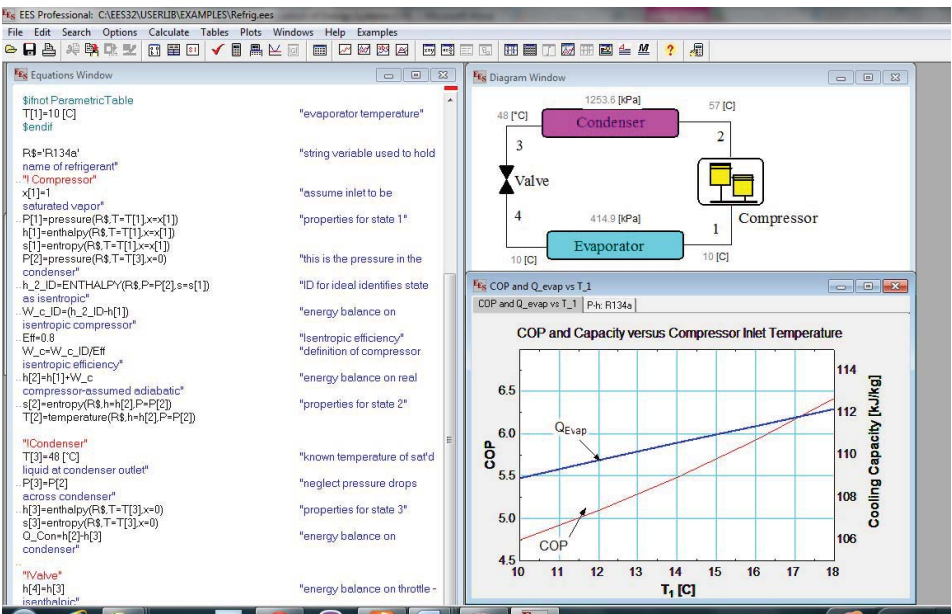 EES Professional: C:\EES32\USERLIB\EXAMPLES\Refrig.ees
File Edit Search Options Calculate Tables Plots Windows Help Examples
Equations Window
$ifnot ParametricTable
T[1]=10 [C] "evaporator temperature"
$endif
R$='R134a' "string variable used to hold
name of refrigerant"
"! Compressor"
x[1]=1 "assume inlet to be
saturated vapor"
P[1]=pressure(R$,T=T[1],x=x[1]) "properties for state 1"
h[1]=enthalpy(R$,T=T[1],x=x[1])
s[1]=entropy(R$,T=T[1],x=x[1])
P[2]=pressure(R$,T=T[3],x=0) "this is the pressure in the
condenser"
h_2_ID=ENTHALPY(R$,P=P[2],s=s[1]) "ID for ideal identifies state
as isentropic"
W_c_ID=(h_2_ID-h[1]) "energy balance on
isentropic compressor"
Eff=0.8 "Isentropic efficiency"
W_c=W_c_ID/Eff "definition of compressor
isentropic efficiency"
h[2]=h[1]+W_c "energy balance on real
compressor-assumed adiabatic"
s[2]=entropy(R$,h=h[2],P=P[2]) "properties for state 2"
T[2]=temperature(R$,h=h[2],P=P[2])
"!Condenser"
T[3]=48 [°C] "known temperature of sat'd
liquid at condenser outlet"
P[3]=P[2] "neglect pressure drops
across condenser"
h[3]=enthalpy(R$,T=T[3],x=0) "properties for state 3"
s[3]=entropy(R$,T=T[3],x=0)
Q_Con=h[2]-h[3] "energy balance on
condenser"
"!Valve"
h[4]=h[3] "energy balance on throttle -
isenthalpic"
Diagram Window
1253.6 [kPa]
48 [°C]
57 [C]
Condenser
3
2
Valve
4
414.9 [kPa]
1
Compressor
Evaporator
10 [C]
10 [C]
COP and Q_evap vs T_1
COP and Q_evap vs T_1 P-h: R134a
COP and Capacity versus Compressor Inlet Temperature
COP
6.5
6.0
5.5
5.0
4.5
Q Evap
COP
114
112
110
108
106
Cooling Capacity [kJ/kg]
10 11 12 13 14 15 16 17 18
T1 [C]